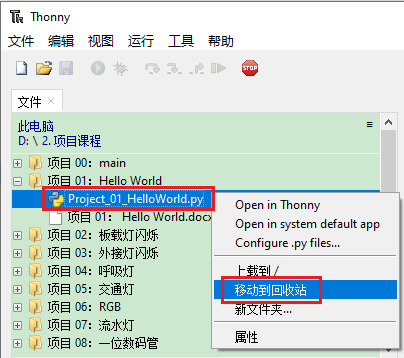 Thonny
文件 编辑 视图 运行 工具 帮助
STOP
文件 ×
此电脑 ≡
D: \ 2. 项目课程
项目 00：main
项目 01：Hello World
Project_01_HelloWorld.py
项目 01： Hello World.docx
项目 02：板载灯闪烁
项目 03：外接灯闪烁
项目 04：呼吸灯
项目 05：交通灯
项目 06：RGB
项目 07：流水灯
项目 08：一位数码管
Open in Thonny
Open in system default app
Configure .py files...
上载到 /
移动到回收站
新文件夹...
属性